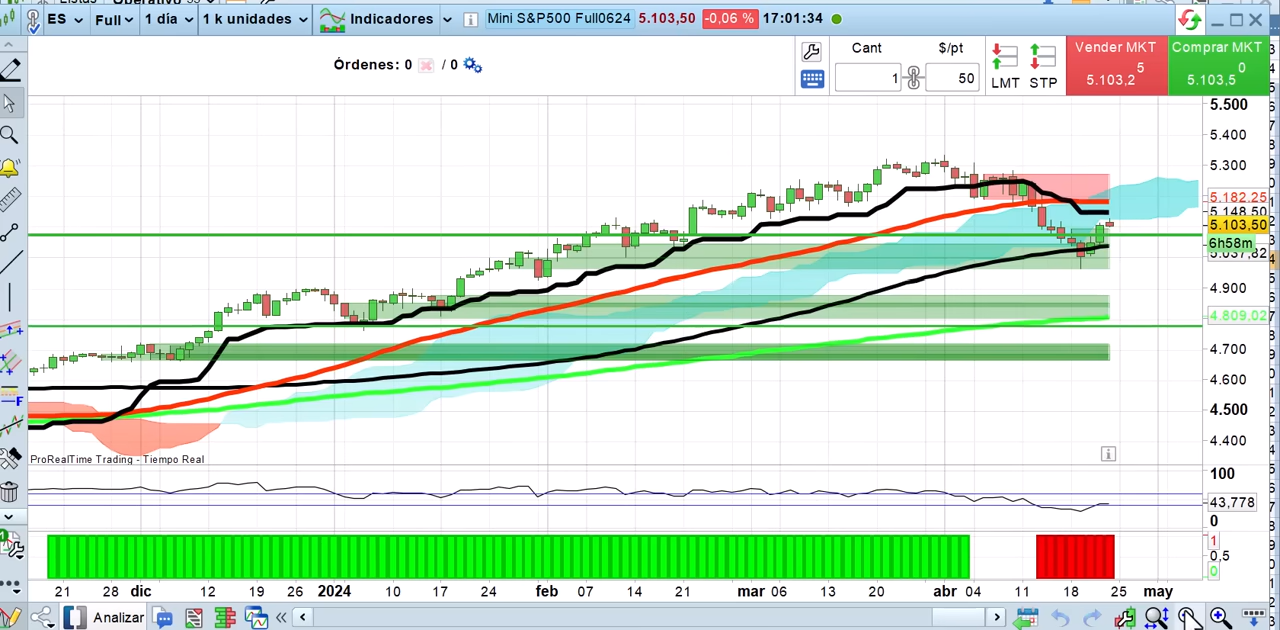 Listas
Operativo
ES Full 1 día 1 k unidades Indicadores Mini S&P500 Full0624 5.103,50 -0,06 % 17:01:34
Órdenes: 0 / 0
Cant $/pt
1 50
LMT STP
Vender MKT
5
5.103,2
Comprar MKT
0
5.103,5
5.500
5.400
5.300
5.182,25
5.148,50
5.103,50
6h58m
5.037,82
4.900
4.809,02
4.700
4.600
4.500
4.400
ProRealTime Trading - Tiempo Real
100
43.778
0
1
0,5
0
21 28 dic 12 19 26 2024 10 17 24 feb 07 14 21 mar 06 13 20 abr 04 11 18 25 may
Analizar